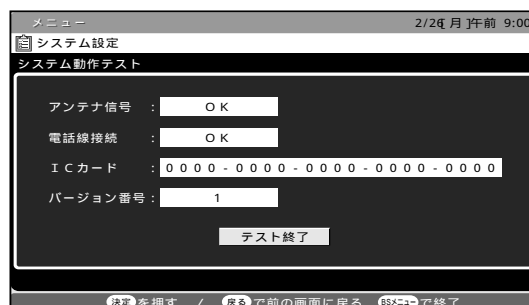 メニュー 2/26[月]午前 9:00
システム設定
システム動作テスト
アンテナ信号 : OK
電話線接続 : OK
ICカード : 0000-0000-0000-0000-0000
バージョン番号 : 1
テスト終了
決定 を押す / 戻る で前の画面に戻る BSメニュー で終了